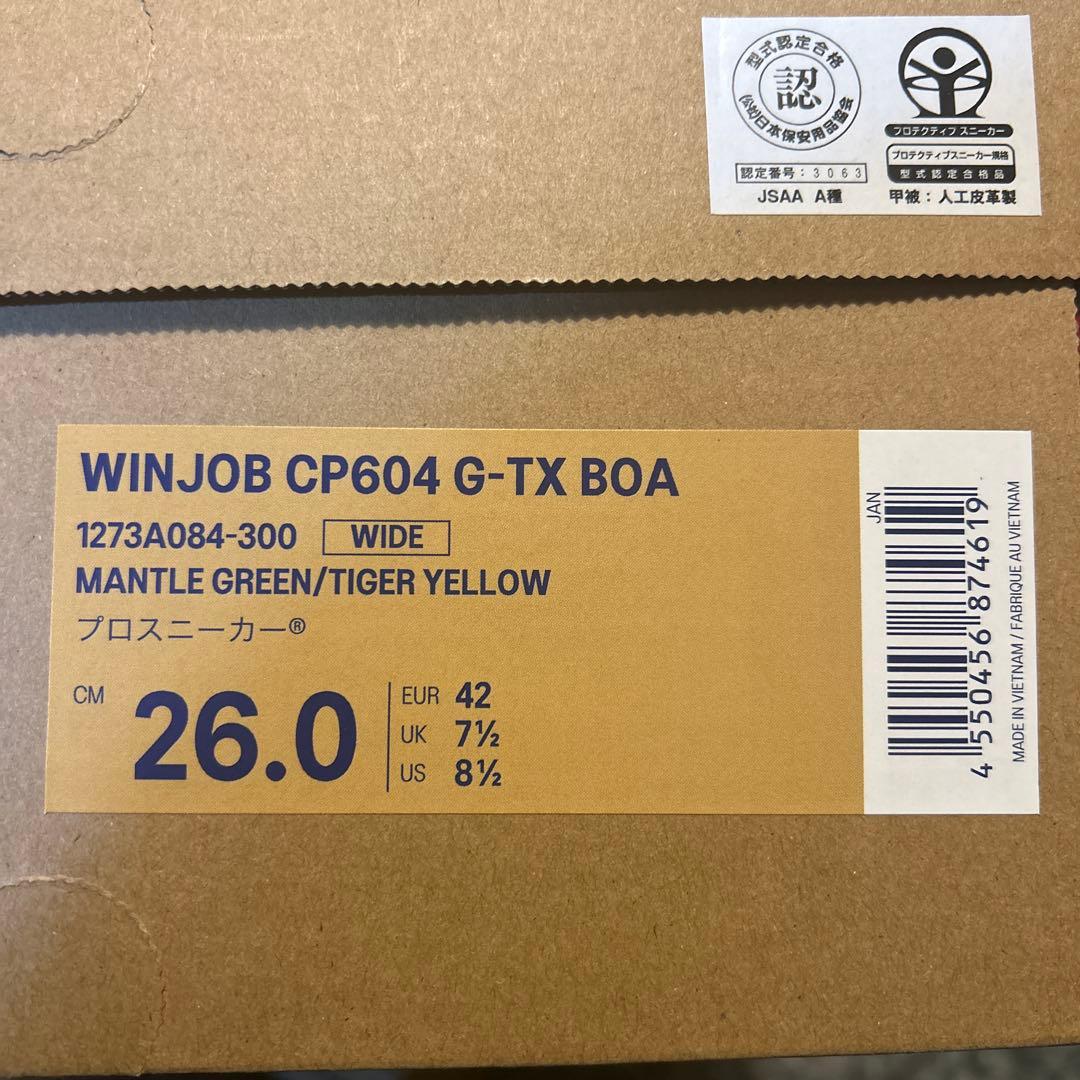 型式認定合格
認
(公社)日本保安用品協会
認定番号：3063
JSAA A種
プロテクティブ スニーカー
プロテクティブスニーカー規格
型式認定合格品
甲被：人工皮革製
WINJOB CP604 G-TX BOA
1273A084-300 WIDE
MANTLE GREEN/TIGER YELLOW
プロスニーカー®
CM 26.0
EUR 42
UK 7½
US 8½
JAN
4 550456 874619
MADE IN VIETNAM / FABRIQUE AU VIETNAM